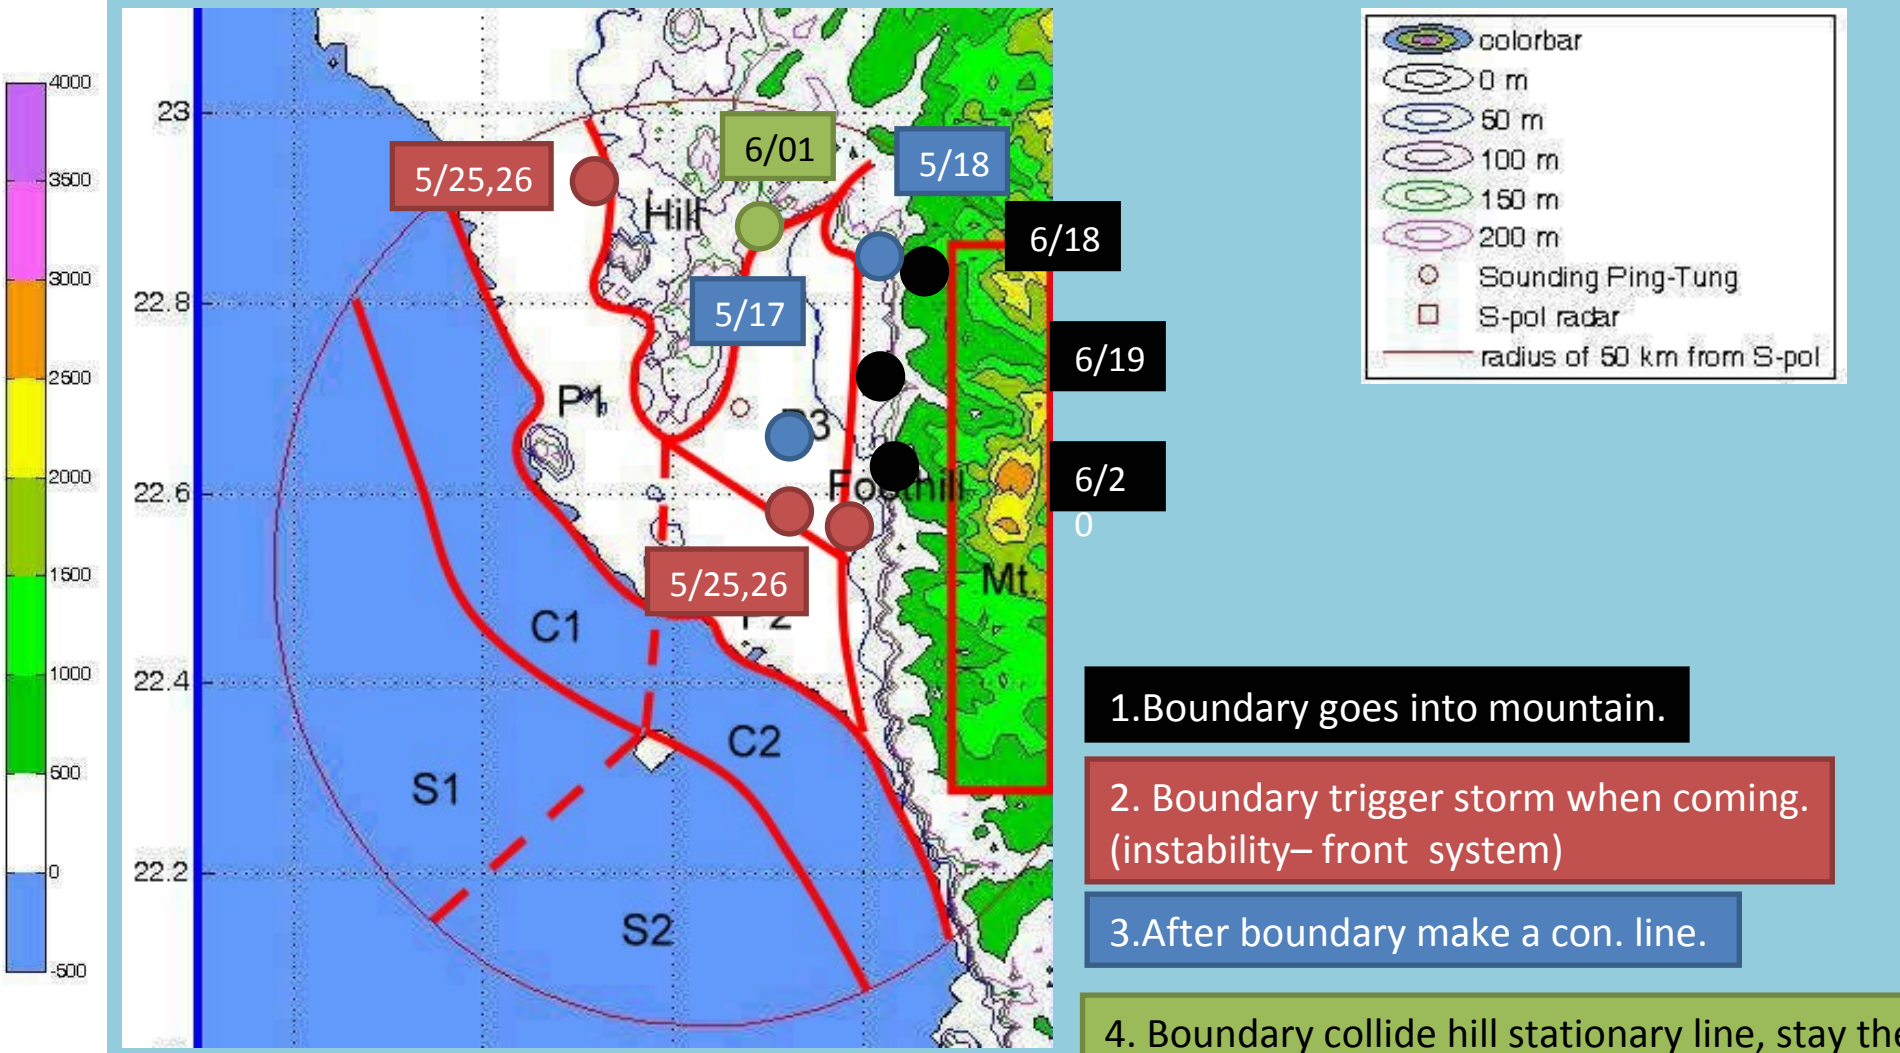 4000
3500
3000
2500
2000
1500
1000
500
0
-500
23
22.8
22.6
22.4
22.2
5/25,26
6/01
5/18
Hill
6/18
5/17
6/19
P1
P3
Foothill
6/2
0
5/25,26
Mt.
C1
C2
S1
S2
colorbar
0 m
50 m
100 m
150 m
200 m
Sounding Ping-Tung
S-pol radar
radius of 50 km from S-pol
1.Boundary goes into mountain.
2. Boundary trigger storm when coming.
(instability– front system)
3.After boundary make a con. line.
4. Boundary collide hill stationary line, stay